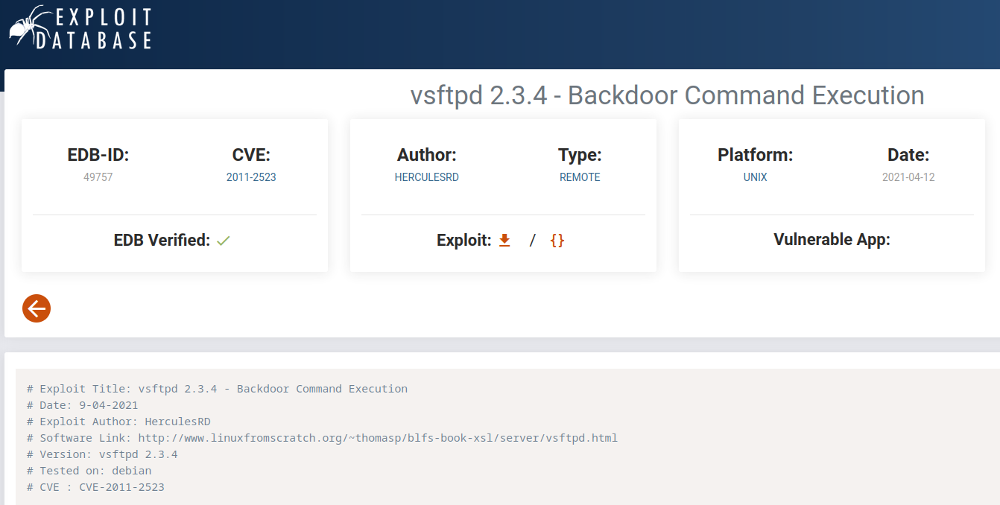 EXPLOIT
DATABASE
vsftpd 2.3.4 - Backdoor Command Execution
EDB-ID:
49757
CVE:
2011-2523
EDB Verified:
Author:
HERCULESRD
Type:
REMOTE
Exploit: / {}
Platform:
UNIX
Date:
2021-04-12
Vulnerable App:
# Exploit Title: vsftpd 2.3.4 - Backdoor Command Execution
# Date: 9-04-2021
# Exploit Author: HerculesRD
# Software Link: http://www.linuxfromscratch.org/~thomasp/blfs-book-xsl/server/vsftpd.html
# Version: vsftpd 2.3.4
# Tested on: debian
# CVE : CVE-2011-2523